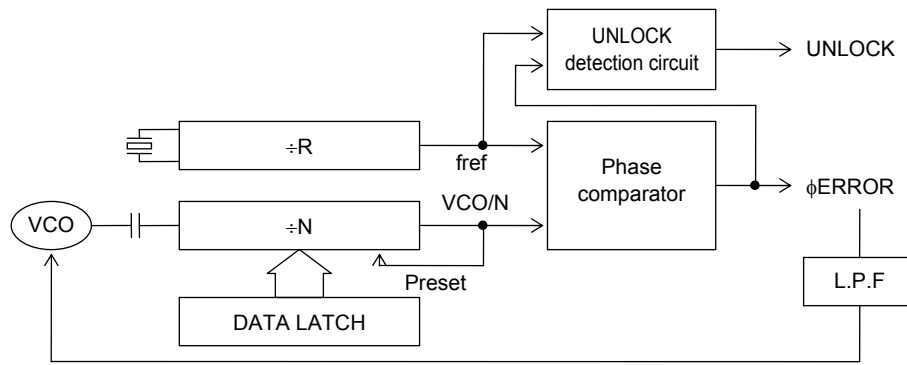 UNLOCK
detection circuit
UNLOCK
÷R
fref
Phase
comparator
VCO/N
φERROR
VCO
÷N
Preset
L.P.F
DATA LATCH